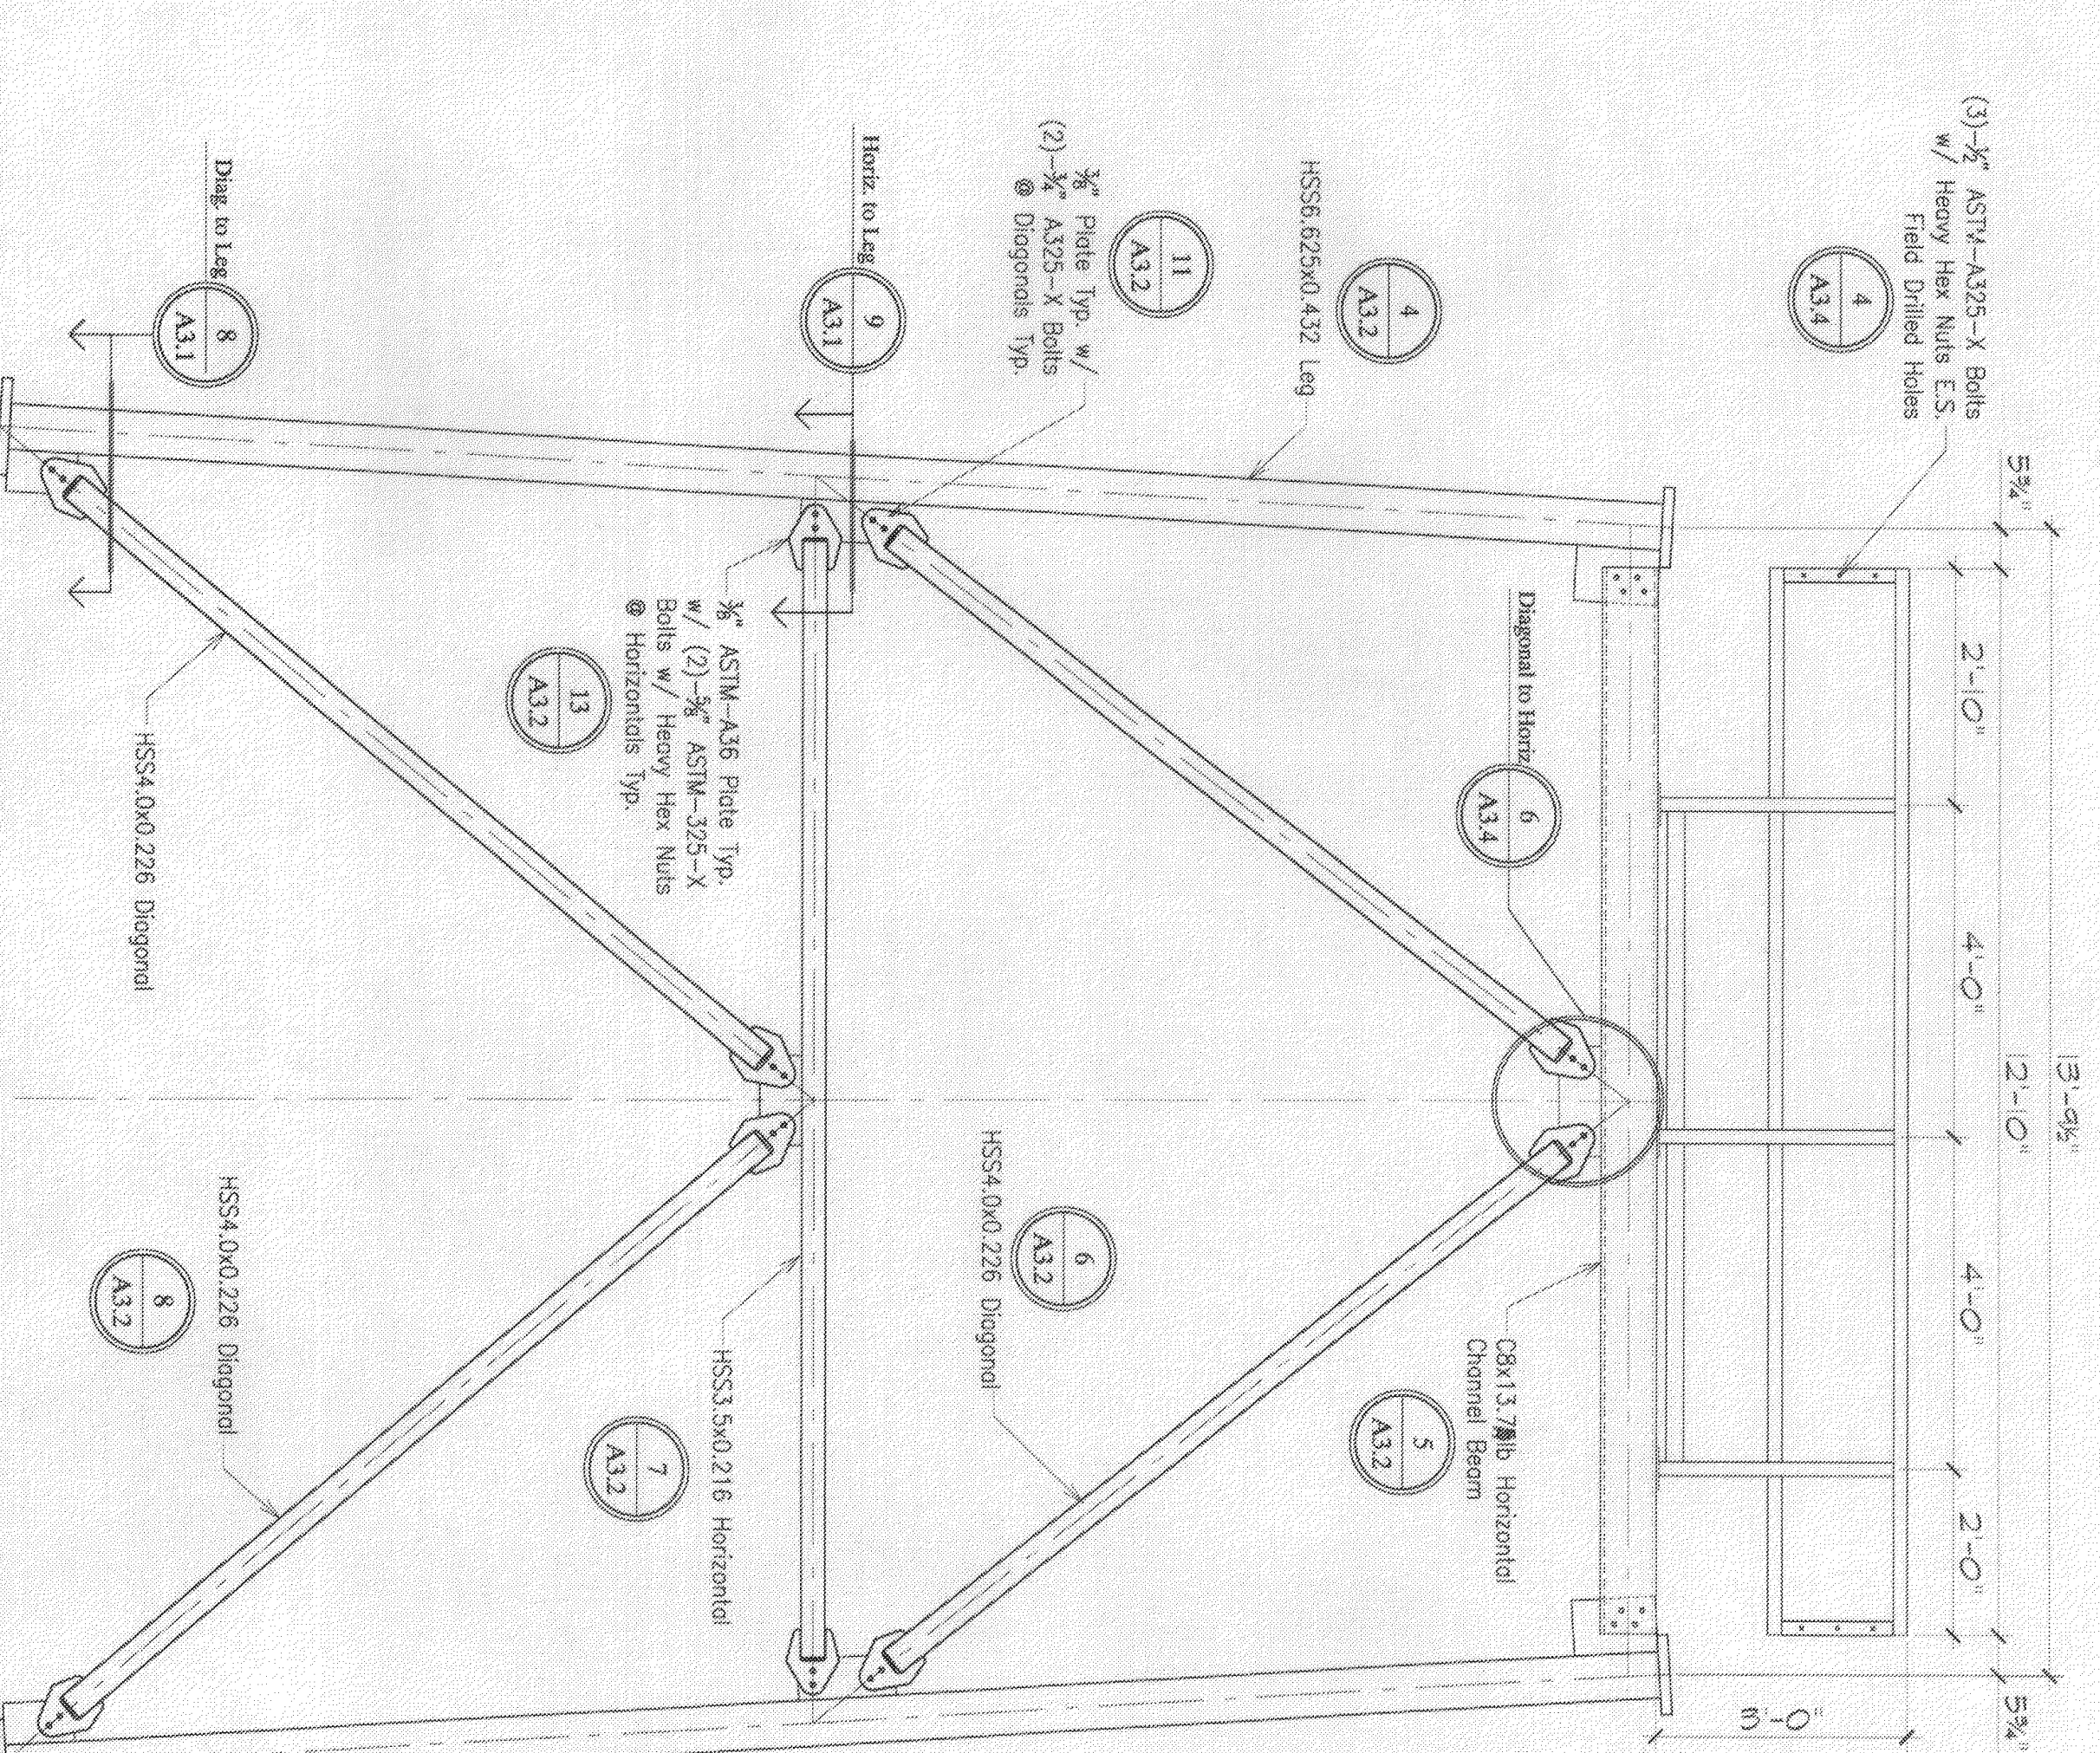 (3)-½" ASTM-A325-X Bolts
w/ Heavy Hex Nuts E.S.
Field Drilled Holes
4
A3.4
5¾"
2'-10"
4'-0"
4'-0"
2'-0"
12'-10"
13'-9½"
5¾"
3'-0"
4
A3.2
HSS6.625x0.432 Leg
11
A3.2
⅜" Plate Typ. w/
(2)-¾" A325-X Bolts
@ Diagonals Typ.
Horiz. to Leg
9
A3.1
Diag. to Leg
8
A3.1
Diagonal to Horiz.
6
A3.4
⅜" ASTM-A36 Plate Typ.
w/ (2)-⅝" ASTM-325-X
Bolts w/ Heavy Hex Nuts
@ Horizontals Typ.
13
A3.2
HSS4.0x0.226 Diagonal
C8x13.75lb Horizontal
Channel Beam
5
A3.2
6
A3.2
HSS4.0x0.226 Diagonal
HSS3.5x0.216 Horizontal
7
A3.2
HSS4.0x0.226 Diagonal
8
A3.2